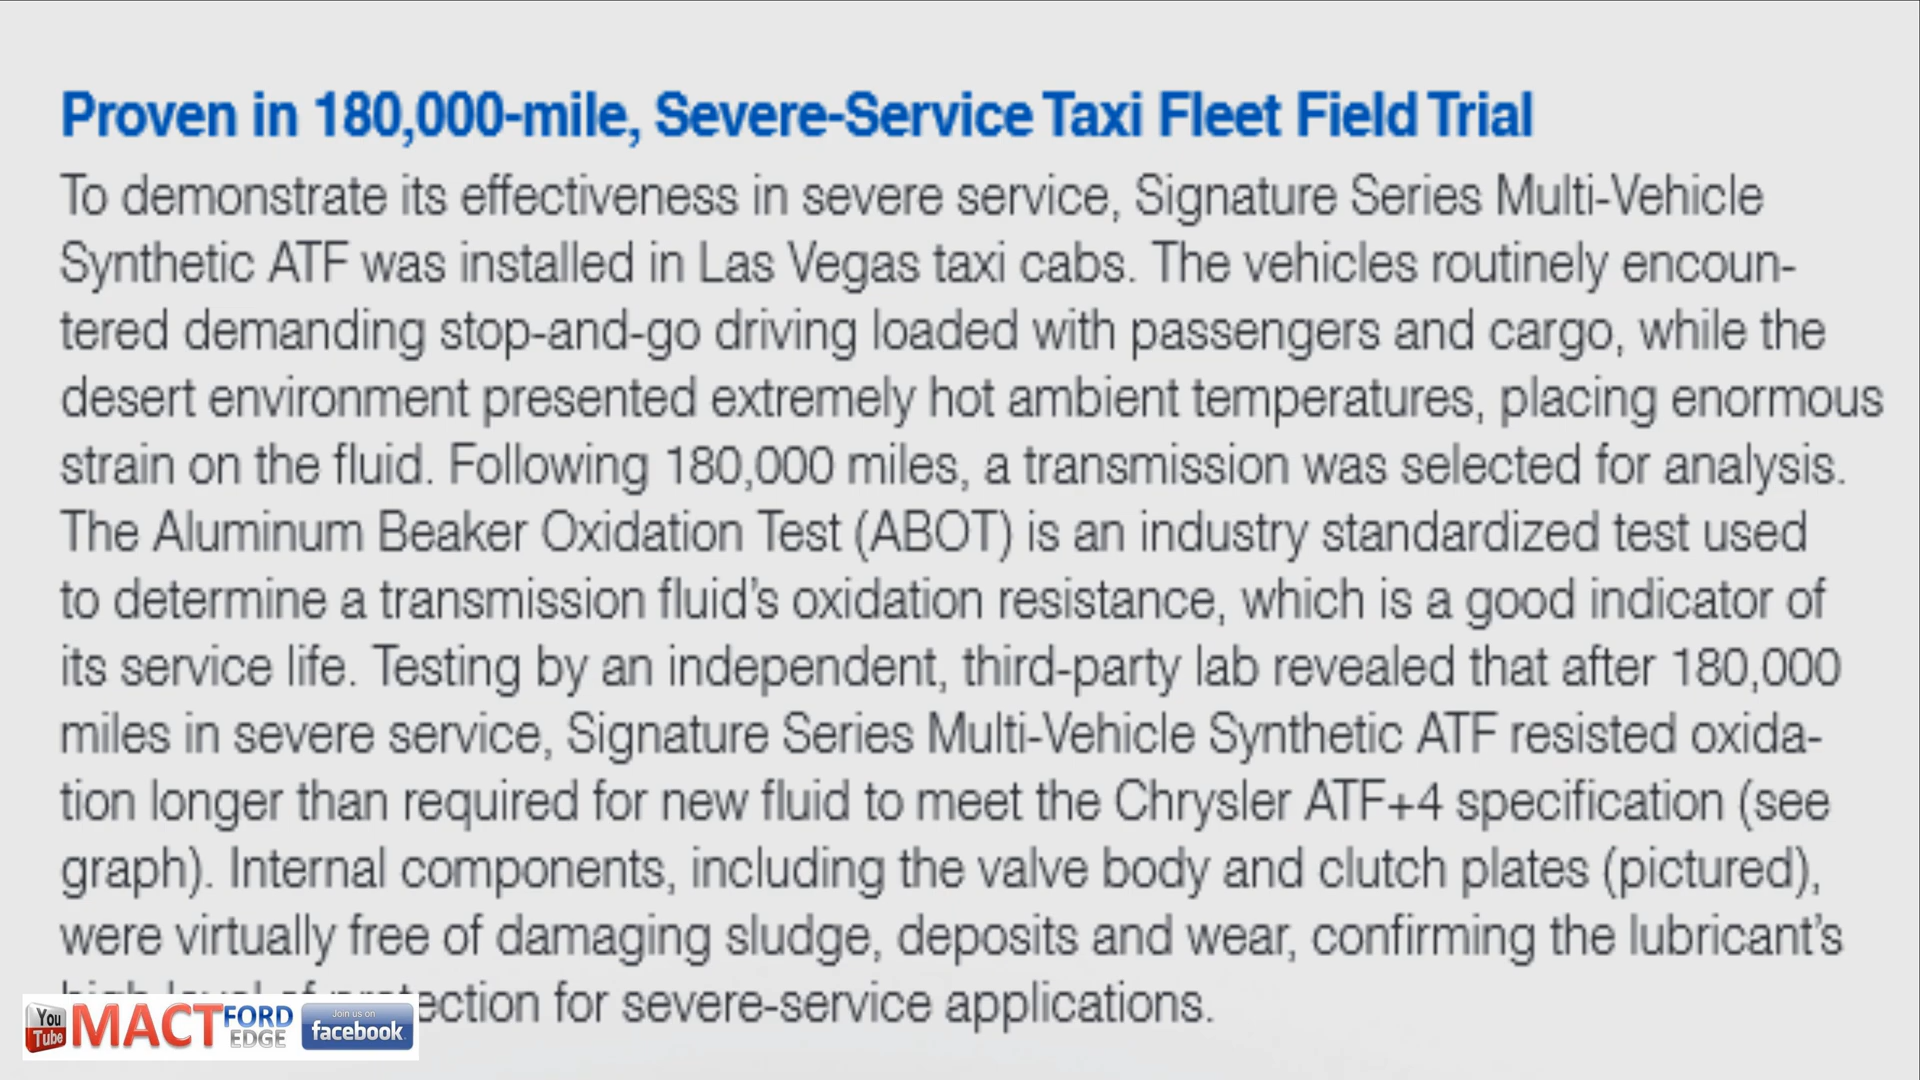 Proven in 180,000-mile, Severe-Service Taxi Fleet Field Trial
To demonstrate its effectiveness in severe service, Signature Series Multi-Vehicle
Synthetic ATF was installed in Las Vegas taxi cabs. The vehicles routinely encoun-
tered demanding stop-and-go driving loaded with passengers and cargo, while the
desert environment presented extremely hot ambient temperatures, placing enormous
strain on the fluid. Following 180,000 miles, a transmission was selected for analysis.
The Aluminum Beaker Oxidation Test (ABOT) is an industry standardized test used
to determine a transmission fluid's oxidation resistance, which is a good indicator of
its service life. Testing by an independent, third-party lab revealed that after 180,000
miles in severe service, Signature Series Multi-Vehicle Synthetic ATF resisted oxida-
tion longer than required for new fluid to meet the Chrysler ATF+4 specification (see
graph). Internal components, including the valve body and clutch plates (pictured),
were virtually free of damaging sludge, deposits and wear, confirming the lubricant's
high level of protection for severe-service applications.
You
Tube
MACT
FORD
EDGE
Join us on
facebook